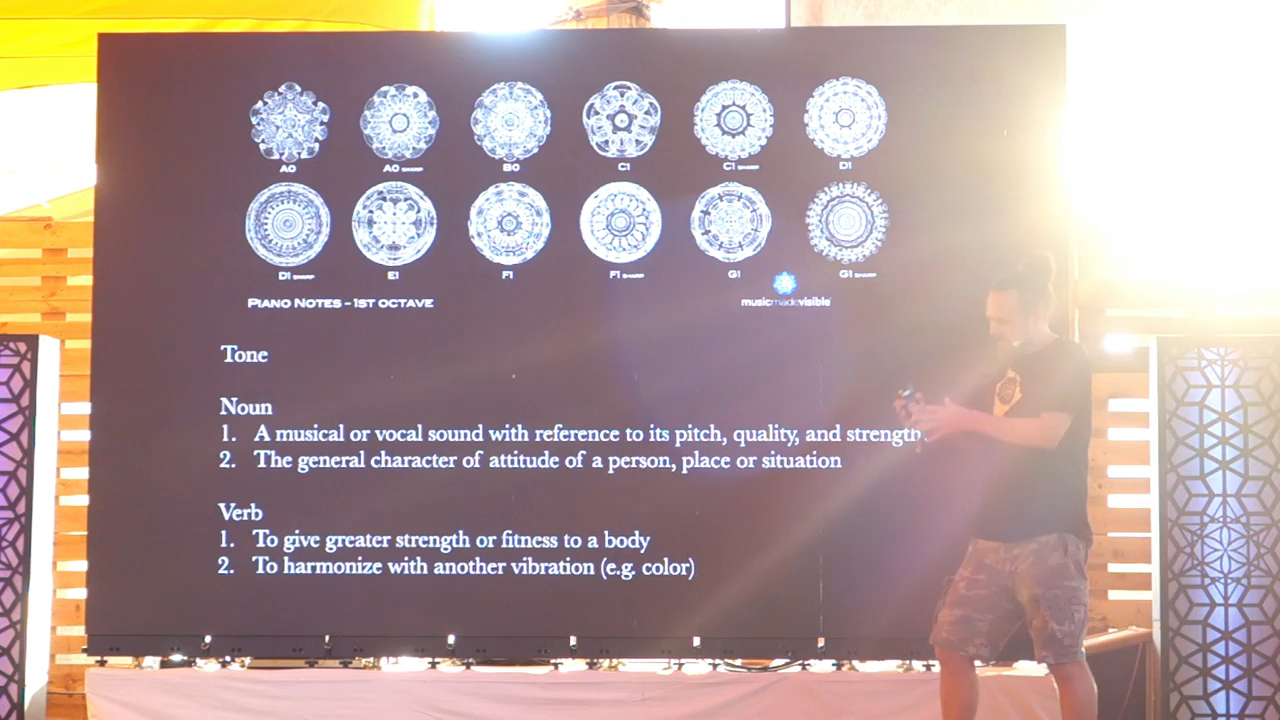 A0 A0 SHARP B0 C1 C1 SHARP D1
D1 SHARP E1 F1 F1 SHARP G1 G1 SHARP
PIANO NOTES - 1ST OCTAVE
musicmadevisible
Tone
Noun
1. A musical or vocal sound with reference to its pitch, quality, and strength.
2. The general character of attitude of a person, place or situation
Verb
1. To give greater strength or fitness to a body
2. To harmonize with another vibration (e.g. color)